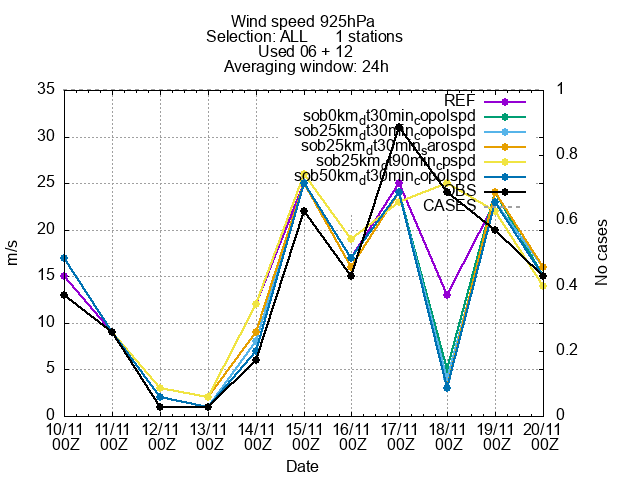 Wind speed 925hPa
Selection: ALL 1 stations
Used 06 + 12
Averaging window: 24h
35
30
25
20
15
10
5
0
m/s
1
0.8
0.6
0.4
0.2
0
No cases
REF
sob0km_dt30min_copolspd
sob25km_dt30min_copolspd
sob25km_dt30min_sarospd
sob25km_dt90min_cpspd
sob50km_dt30min_copolspd
OBS
CASES
10/11 11/11 12/11 13/11 14/11 15/11 16/11 17/11 18/11 19/11 20/11
00Z 00Z 00Z 00Z 00Z 00Z 00Z 00Z 00Z 00Z 00Z
Date